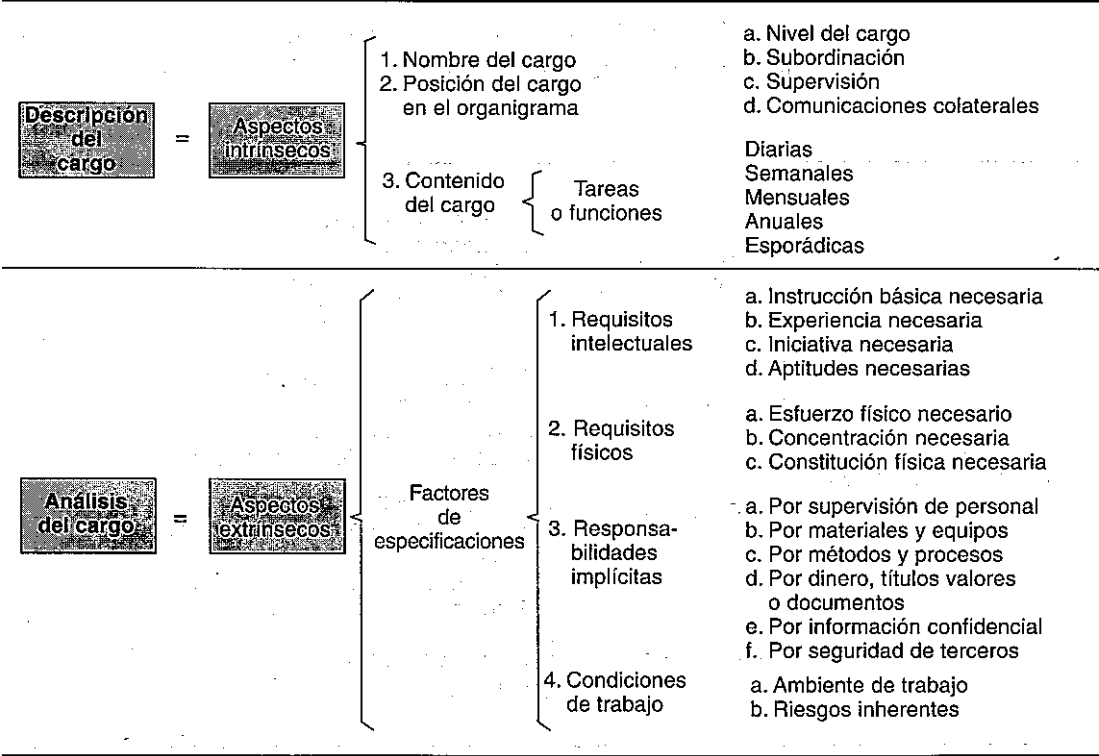 Descripción
del
cargo
=
Aspectos
intrínsecos
1. Nombre del cargo
2. Posición del cargo
en el organigrama
a. Nivel del cargo
b. Subordinación
c. Supervisión
d. Comunicaciones colaterales
3. Contenido
del cargo
Tareas
o funciones
Diarias
Semanales
Mensuales
Anuales
Esporádicas
Análisis
del cargo
=
Aspectos
extrínsecos
Factores
de
especificaciones
1. Requisitos
intelectuales
a. Instrucción básica necesaria
b. Experiencia necesaria
c. Iniciativa necesaria
d. Aptitudes necesarias
2. Requisitos
físicos
a. Esfuerzo físico necesario
b. Concentración necesaria
c. Constitución física necesaria
3. Responsa-
bilidades
implícitas
a. Por supervisión de personal
b. Por materiales y equipos
c. Por métodos y procesos
d. Por dinero, títulos valores
o documentos
e. Por información confidencial
f. Por seguridad de terceros
4. Condiciones
de trabajo
a. Ambiente de trabajo
b. Riesgos inherentes